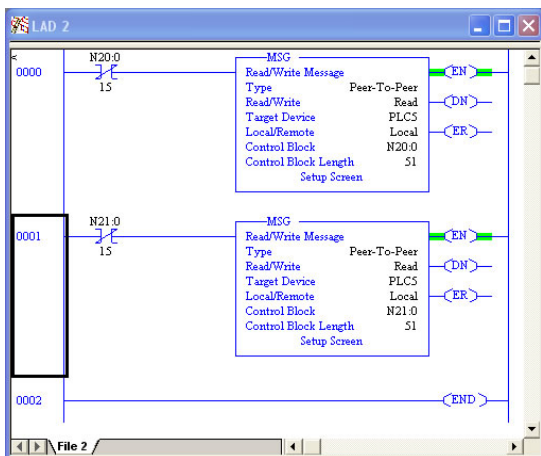 LAD 2
0000
N20:0
15
MSG
Read/Write Message
Type Peer-To-Peer
Read/Write Read
Target Device PLC5
Local/Remote Local
Control Block N20:0
Control Block Length 51
Setup Screen
EN
DN
ER
0001
N21:0
15
MSG
Read/Write Message
Type Peer-To-Peer
Read/Write Read
Target Device PLC5
Local/Remote Local
Control Block N21:0
Control Block Length 51
Setup Screen
EN
DN
ER
0002
END
File 2